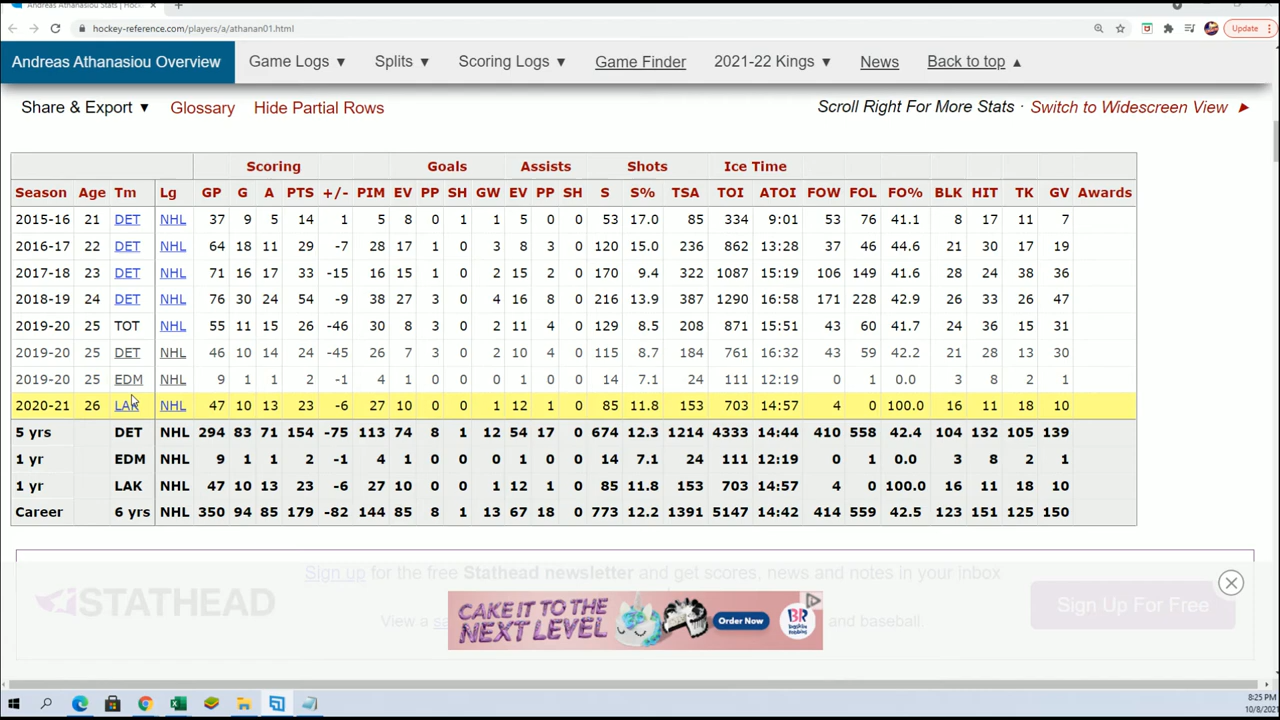 Andreas Athanasiou Stats | Hock
hockey-reference.com/players/a/athanan01.html
Update
Andreas Athanasiou Overview Game Logs ▼ Splits ▼ Scoring Logs ▼ Game Finder 2021-22 Kings ▼ News Back to top ▲
Share & Export ▼ Glossary Hide Partial Rows Scroll Right For More Stats · Switch to Widescreen View ▶
Scoring Goals Assists Shots Ice Time
Season Age Tm Lg GP G A PTS +/- PIM EV PP SH GW EV PP SH S S% TSA TOI ATOI FOW FOL FO% BLK HIT TK GV Awards
2015-16 21 DET NHL 37 9 5 14 1 5 8 0 1 1 5 0 0 53 17.0 85 334 9:01 53 76 41.1 8 17 11 7
2016-17 22 DET NHL 64 18 11 29 -7 28 17 1 0 3 8 3 0 120 15.0 236 862 13:28 37 46 44.6 21 30 17 19
2017-18 23 DET NHL 71 16 17 33 -15 16 15 1 0 2 15 2 0 170 9.4 322 1087 15:19 106 149 41.6 28 24 38 36
2018-19 24 DET NHL 76 30 24 54 -9 38 27 3 0 4 16 8 0 216 13.9 387 1290 16:58 171 228 42.9 26 33 26 47
2019-20 25 TOT NHL 55 11 15 26 -46 30 8 3 0 2 11 4 0 129 8.5 208 871 15:51 43 60 41.7 24 36 15 31
2019-20 25 DET NHL 46 10 14 24 -45 26 7 3 0 2 10 4 0 115 8.7 184 761 16:32 43 59 42.2 21 28 13 30
2019-20 25 EDM NHL 9 1 1 2 -1 4 1 0 0 0 1 0 0 14 7.1 24 111 12:19 0 1 0.0 3 8 2 1
2020-21 26 LAK NHL 47 10 13 23 -6 27 10 0 0 1 12 1 0 85 11.8 153 703 14:57 4 0 100.0 16 11 18 10
5 yrs DET NHL 294 83 71 154 -75 113 74 8 1 12 54 17 0 674 12.3 1214 4333 14:44 410 558 42.4 104 132 105 139
1 yr EDM NHL 9 1 1 2 -1 4 1 0 0 0 1 0 0 14 7.1 24 111 12:19 0 1 0.0 3 8 2 1
1 yr LAK NHL 47 10 13 23 -6 27 10 0 0 1 12 1 0 85 11.8 153 703 14:57 4 0 100.0 16 11 18 10
Career 6 yrs NHL 350 94 85 179 -82 144 85 8 1 13 67 18 0 773 12.2 1391 5147 14:42 414 559 42.5 123 151 125 150
Sign up for the free Stathead newsletter and get scores, news and notes in your inbox
STATHEAD
View a
and baseball
Sign Up For Free
CAKE IT TO THE
NEXT LEVEL
Order Now
BR
8:25 PM
10/8/2021